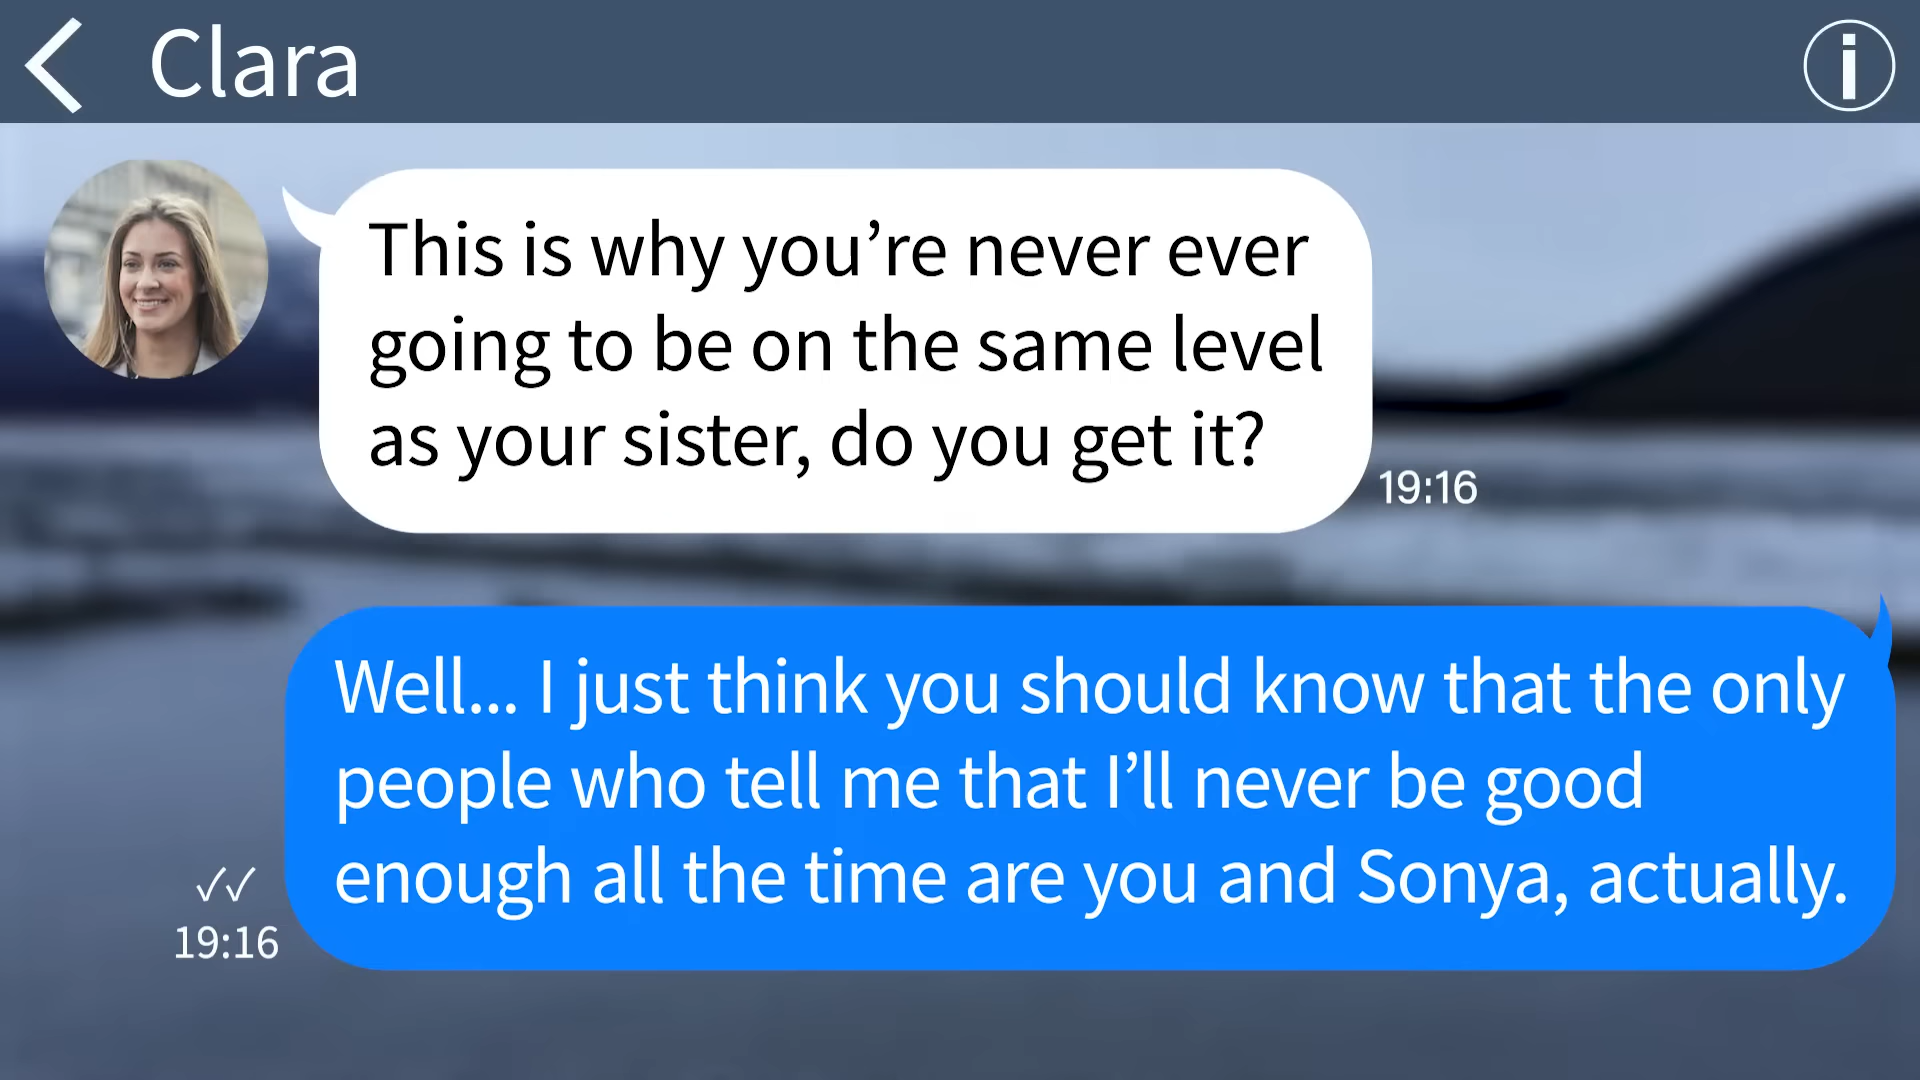 Clara
This is why you’re never ever
going to be on the same level
as your sister, do you get it?
19:16
Well... I just think you should know that the only
people who tell me that I’ll never be good
enough all the time are you and Sonya, actually.
19:16